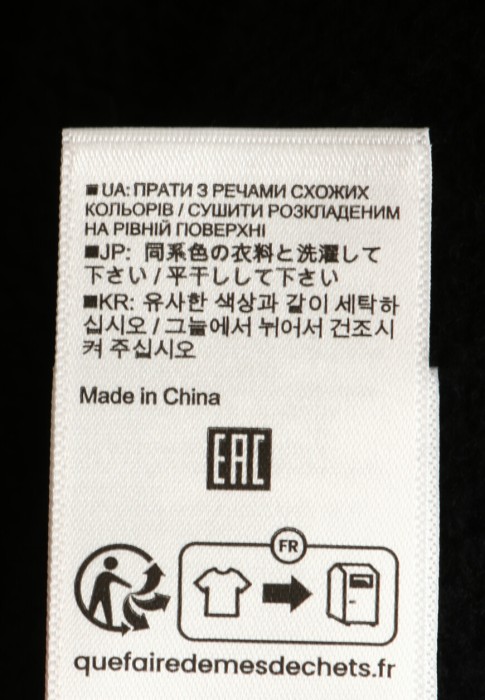 ■ UA: ПРАТИ З РЕЧАМИ СХОЖИХ
КОЛЬОРІВ / СУШИТИ РОЗКЛАДЕНИМ
НА РІВНІЙ ПОВЕРХНІ
■JP: 同系色の衣料と洗濯して
下さい / 平干しして下さい
■KR: 유사한 색상과 같이 세탁하
십시오 / 그늘에서 뉘어서 건조시
켜 주십시오
Made in China
EAC
FR
quefairedemesdechets.fr